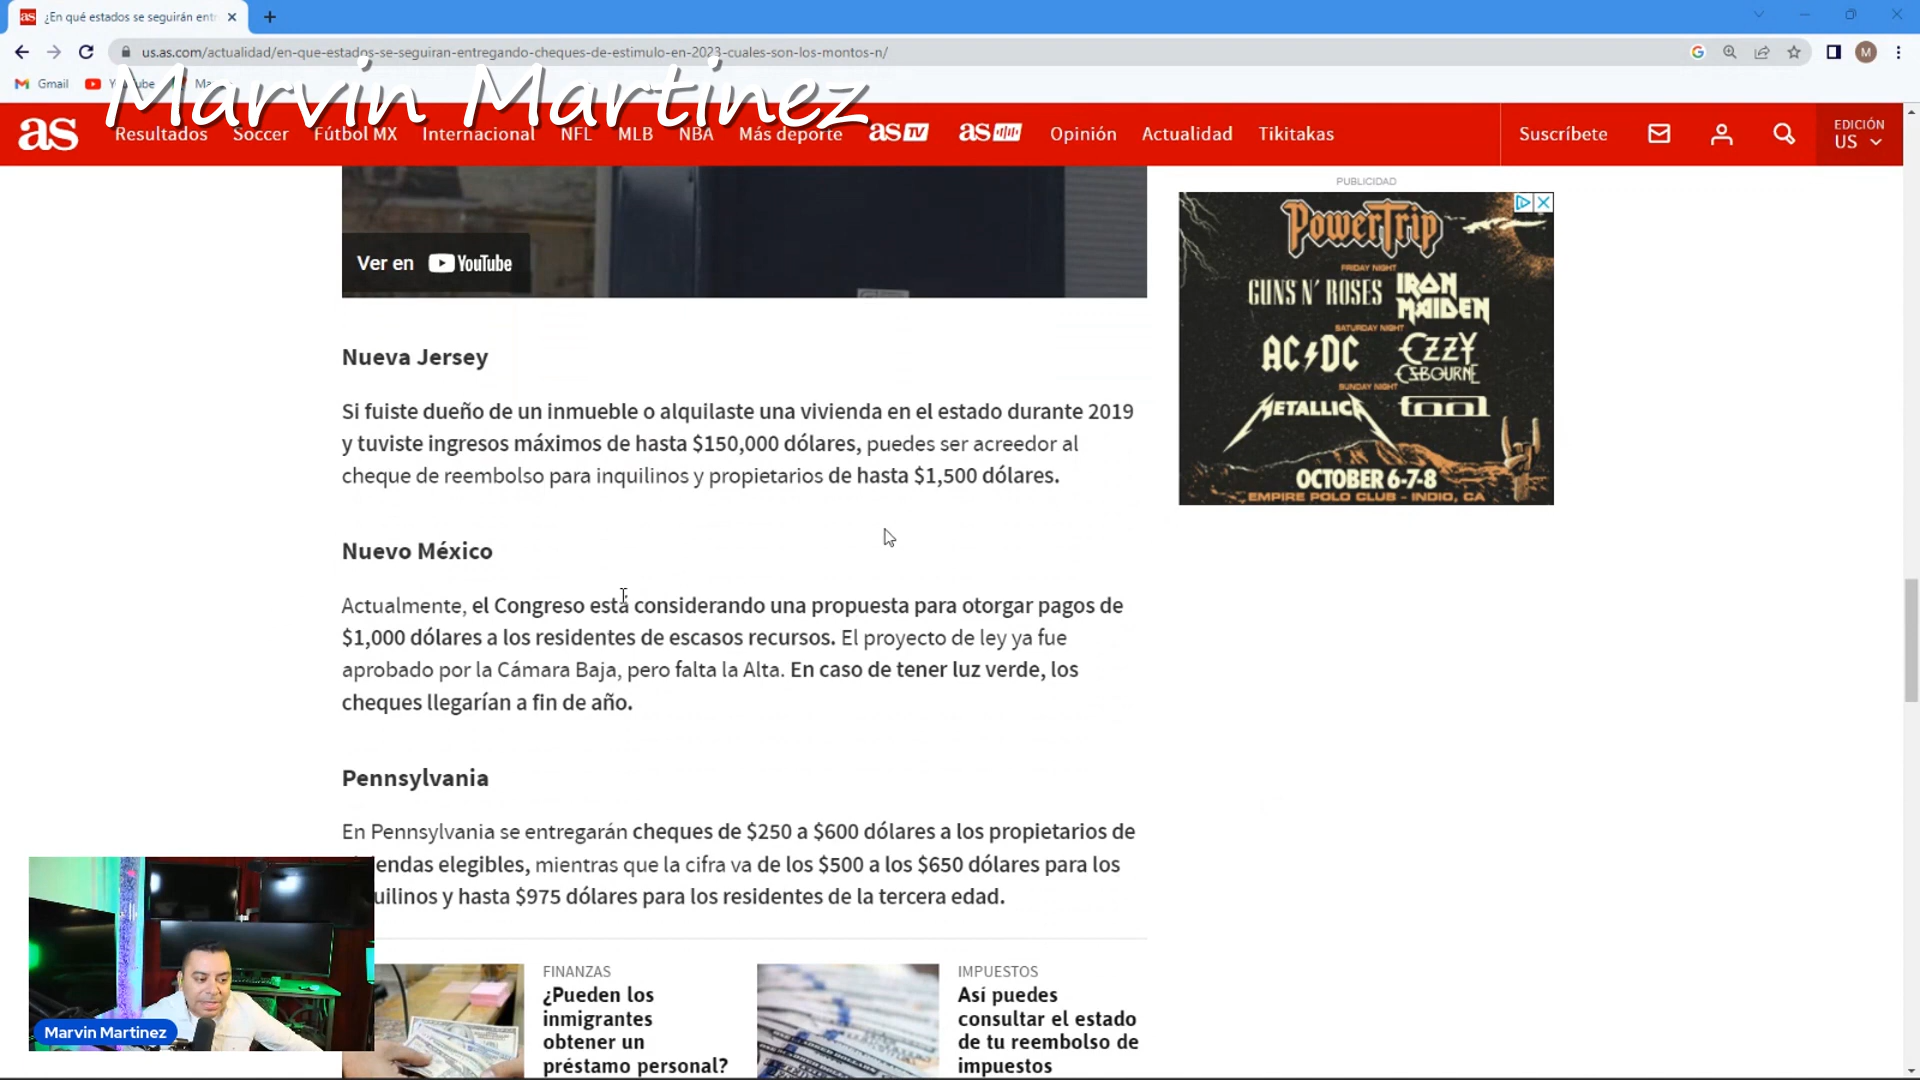 as ¿En qué estados se seguirán entr
us.as.com/actualidad/en-que-estados-se-seguiran-entregando-cheques-de-estimulo-en-2023-cuales-son-los-montos-n/
G
M
Gmail
Marvin Martinez
as Resultados Soccer Fútbol MX Internacional NFL MLB NBA Más deporte as TV as Opinión Actualidad Tikitakas Suscríbete EDICIÓN
US
Ver en YouTube
Nueva Jersey
Si fuiste dueño de un inmueble o alquilaste una vivienda en el estado durante 2019
y tuviste ingresos máximos de hasta $150,000 dólares, puedes ser acreedor al
cheque de reembolso para inquilinos y propietarios de hasta $1,500 dólares.
Nuevo México
Actualmente, el Congreso está considerando una propuesta para otorgar pagos de
$1,000 dólares a los residentes de escasos recursos. El proyecto de ley ya fue
aprobado por la Cámara Baja, pero falta la Alta. En caso de tener luz verde, los
cheques llegarían a fin de año.
Pennsylvania
En Pennsylvania se entregarán cheques de $250 a $600 dólares a los propietarios de
endas elegibles, mientras que la cifra va de los $500 a los $650 dólares para los
uilinos y hasta $975 dólares para los residentes de la tercera edad.
PUBLICIDAD
PowerTrip
FRIDAY NIGHT
GUNS N' ROSES IRON
MAIDEN
SATURDAY NIGHT
AC DC OZZY
OSBOURNE
SUNDAY NIGHT
METALLICA tool
OCTOBER 6-7-8
EMPIRE POLO CLUB - INDIO, CA
FINANZAS
¿Pueden los
inmigrantes
obtener un
préstamo personal?
IMPUESTOS
Así puedes
consultar el estado
de tu reembolso de
impuestos
Marvin Martinez